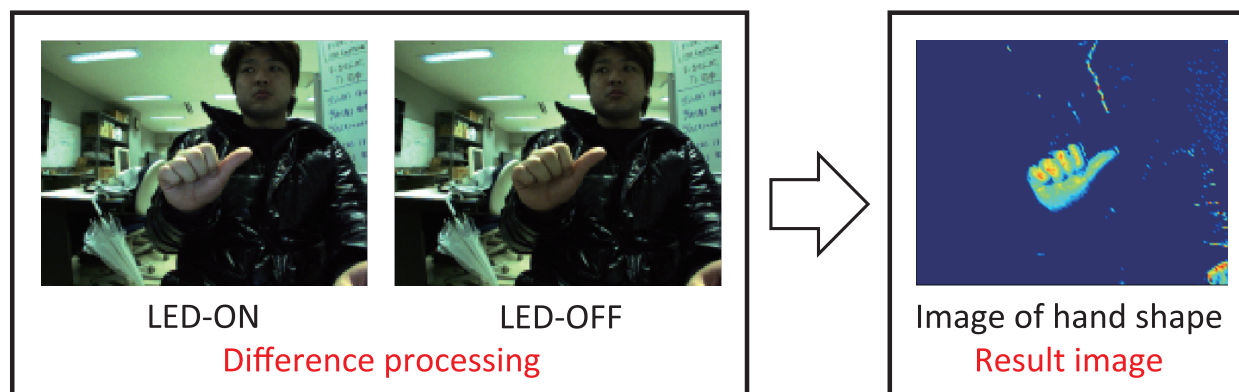 LED-ON
LED-OFF
Difference processing
Image of hand shape
Result image